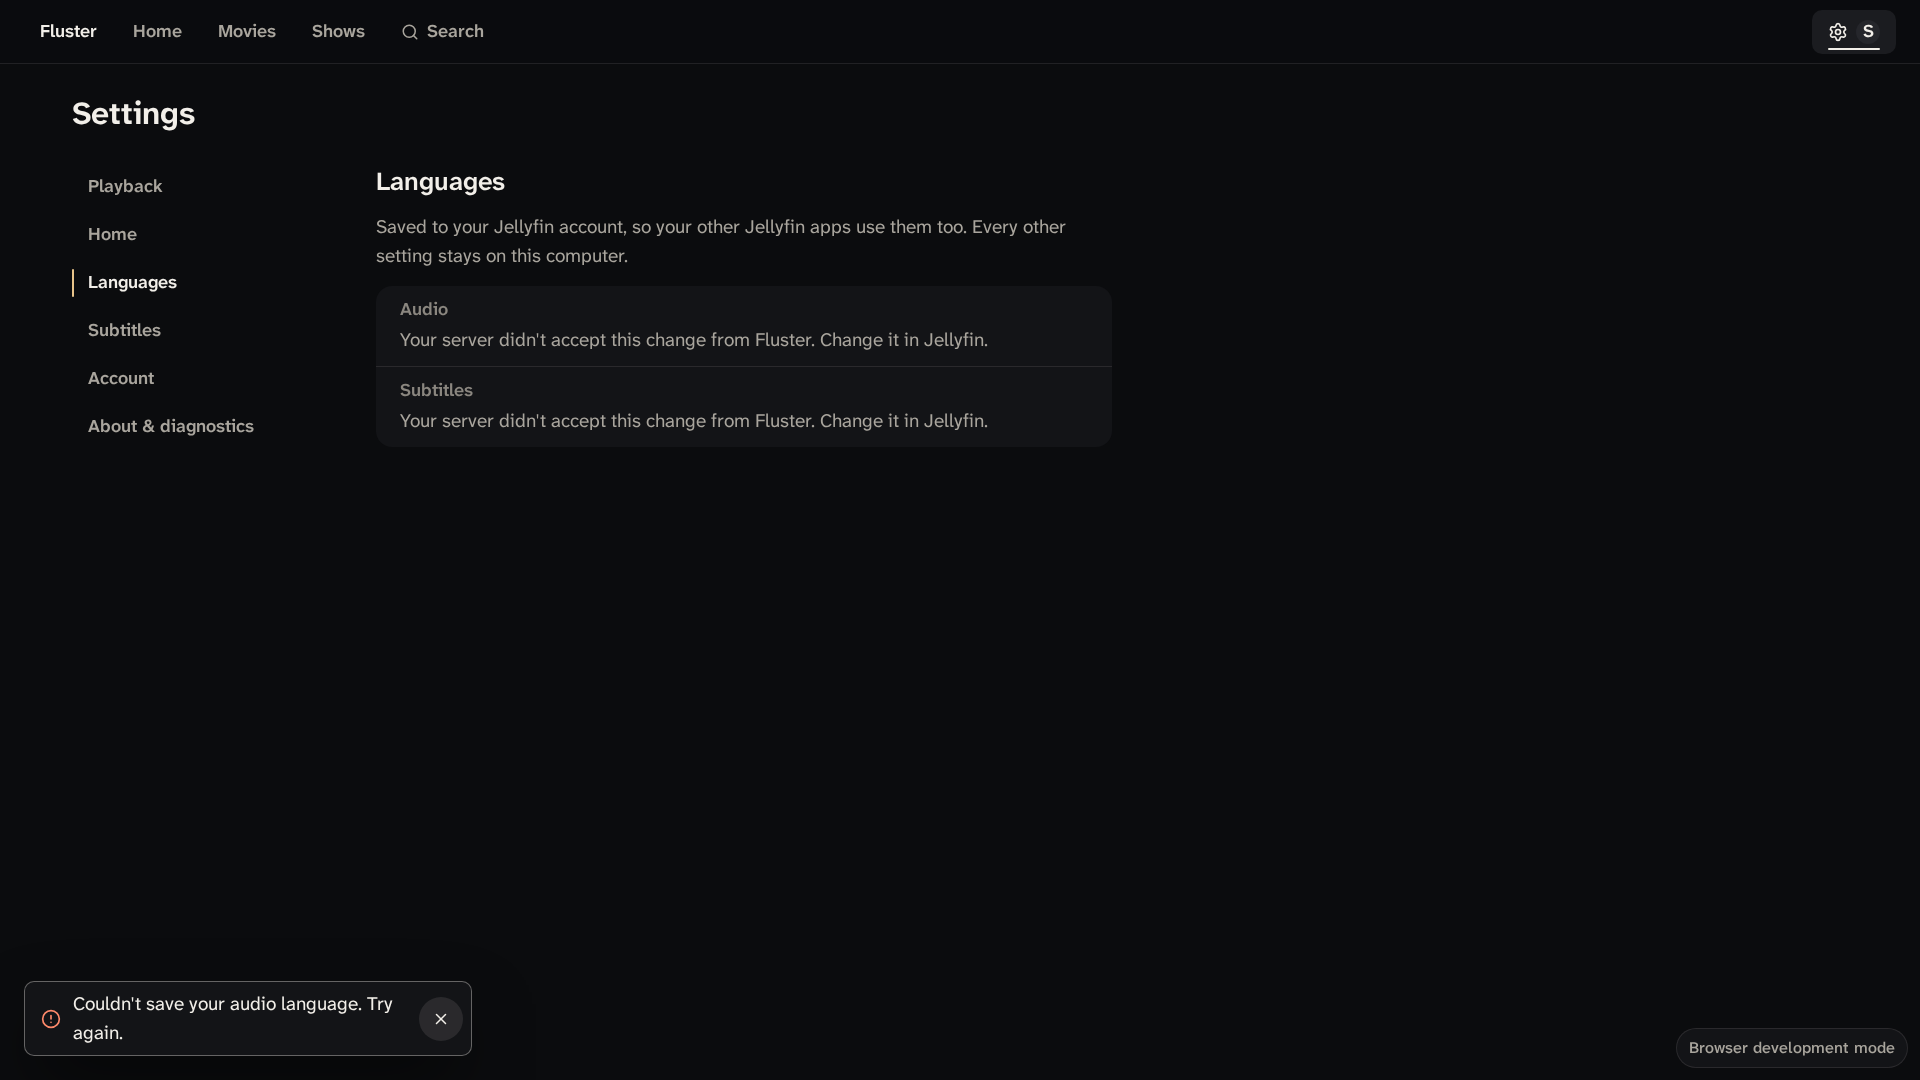 Fluster
Home
Movies
Shows
Search
S
Settings
Playback
Home
Languages
Subtitles
Account
About & diagnostics
Languages
Saved to your Jellyfin account, so your other Jellyfin apps use them too. Every other
setting stays on this computer.
Audio
Your server didn't accept this change from Fluster. Change it in Jellyfin.
Subtitles
Your server didn't accept this change from Fluster. Change it in Jellyfin.
Couldn't save your audio language. Try
again.
Browser development mode